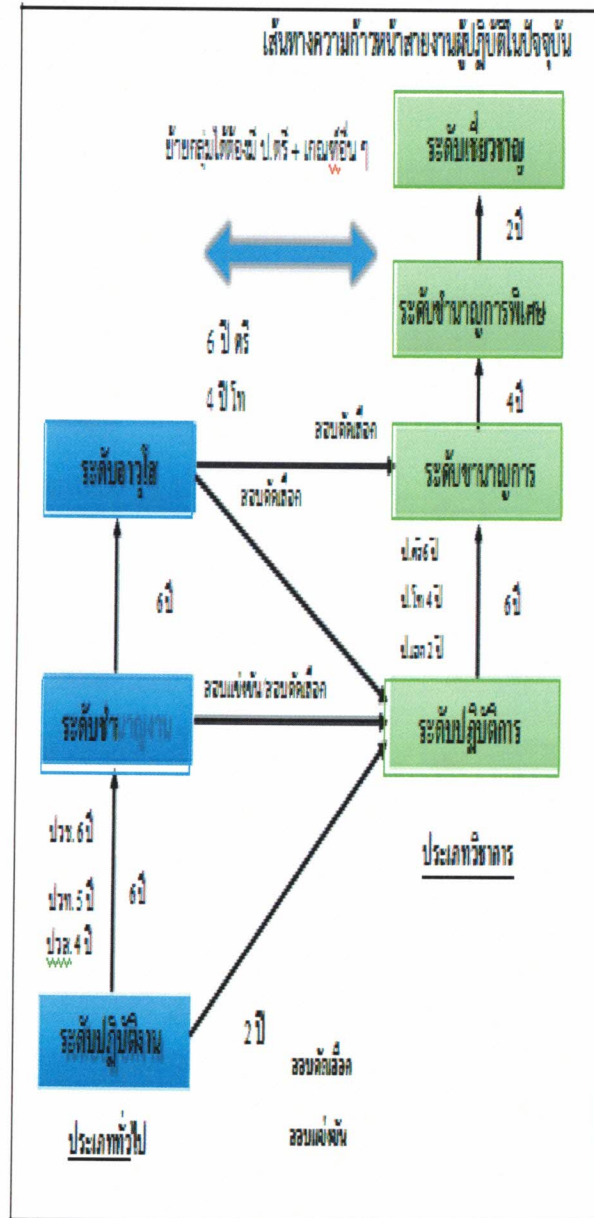 เส้นทางความก้าวหน้าสายงานผู้ปฏิบัติในปัจจุบัน
ย้ายกลุ่มได้ต้องมี ป.ตรี + เกณฑ์อื่น ๆ
ระดับเชี่ยวชาญ
2 ปี
ระดับชำนาญการพิเศษ
6 ปี ตรี
4 ปี โท
4 ปี
สอบคัดเลือก
ระดับอาวุโส
ระดับชำนาญการ
สอบคัดเลือก
ป.ตรี 6 ปี
ป.โท 4 ปี
ป.เอก 2 ปี
6 ปี
6 ปี
สอบแข่งขัน/สอบคัดเลือก
ระดับชำนาญงาน
ระดับปฏิบัติการ
ปวช. 6 ปี
ปวท. 5 ปี
ปวส. 4 ปี
6 ปี
ประเภทวิชาการ
ระดับปฏิบัติงาน
2 ปี
สอบคัดเลือก
สอบแข่งขัน
ประเภททั่วไป